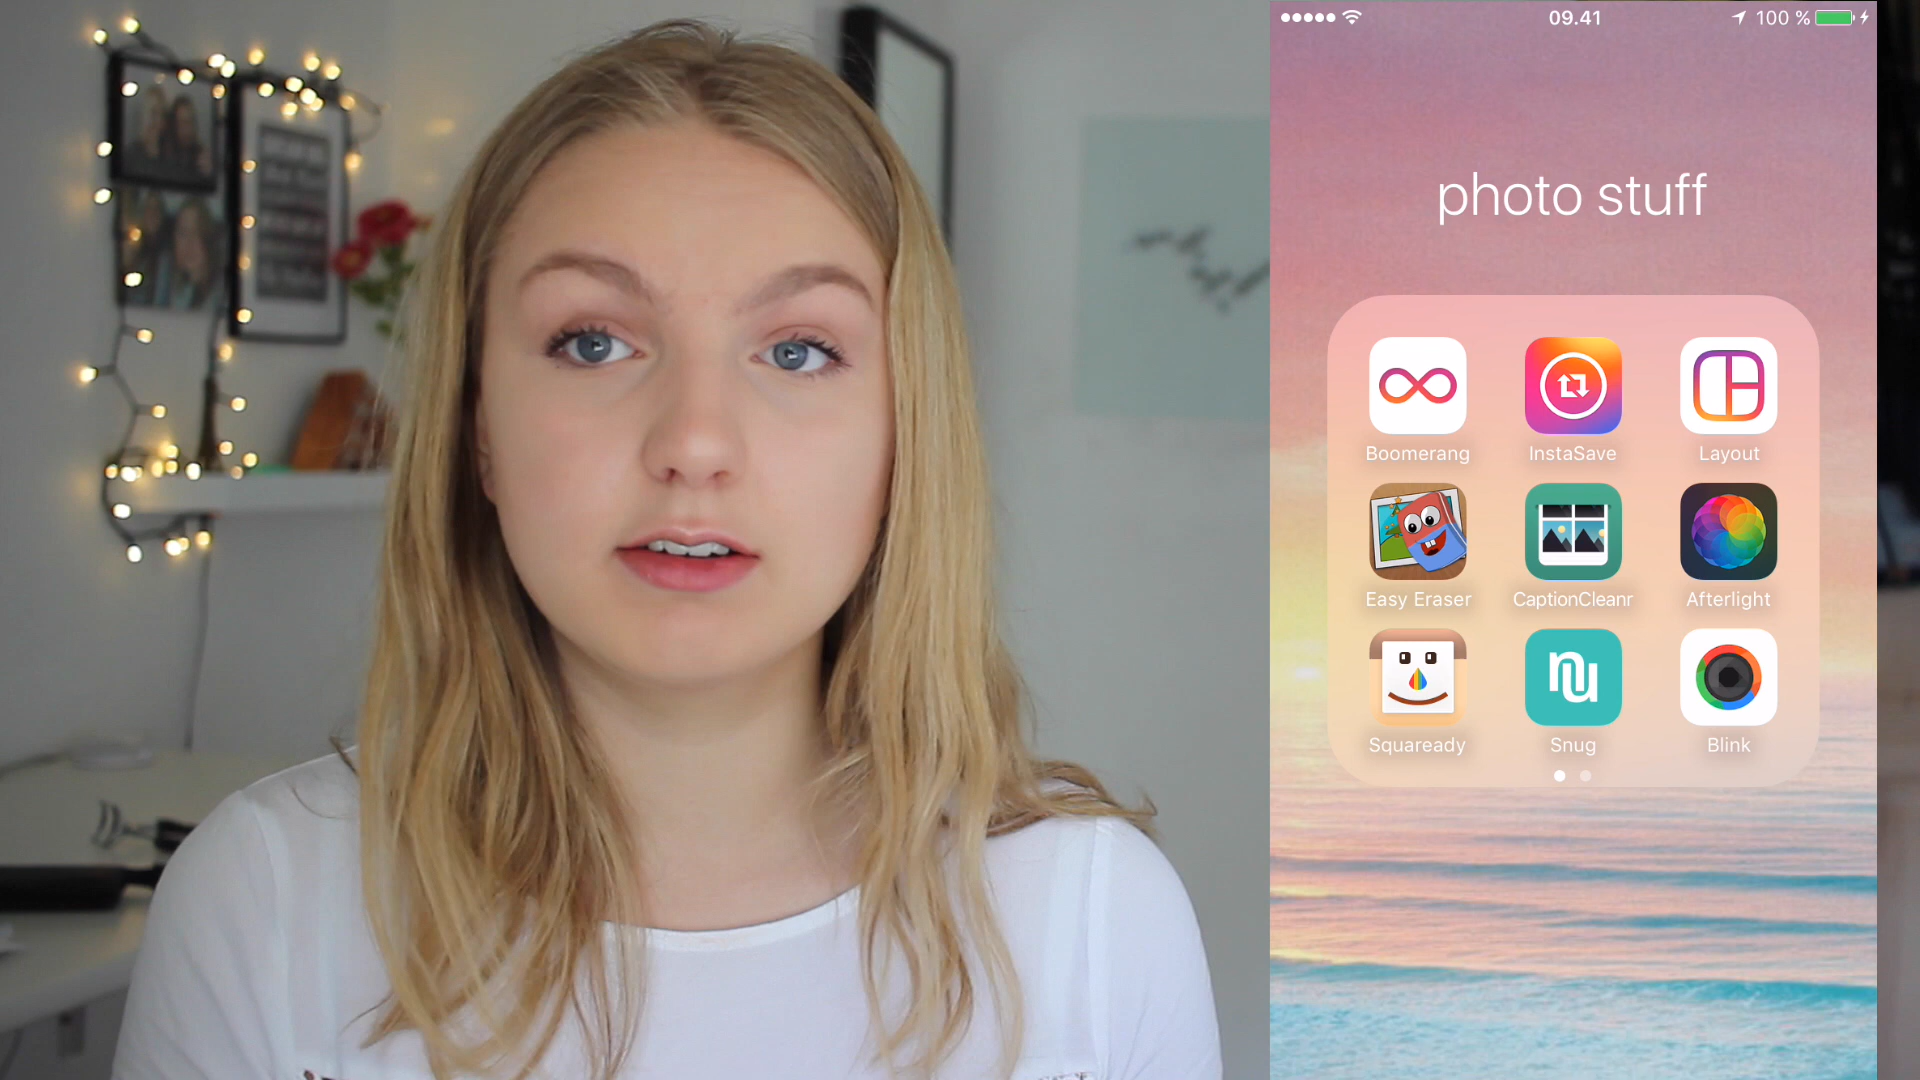 09.41
100 %
photo stuff
Boomerang
InstaSave
Layout
Easy Eraser
CaptionCleanr
Afterlight
Squaready
Snug
Blink